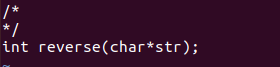 /*
*/
int reverse(char*str);
~